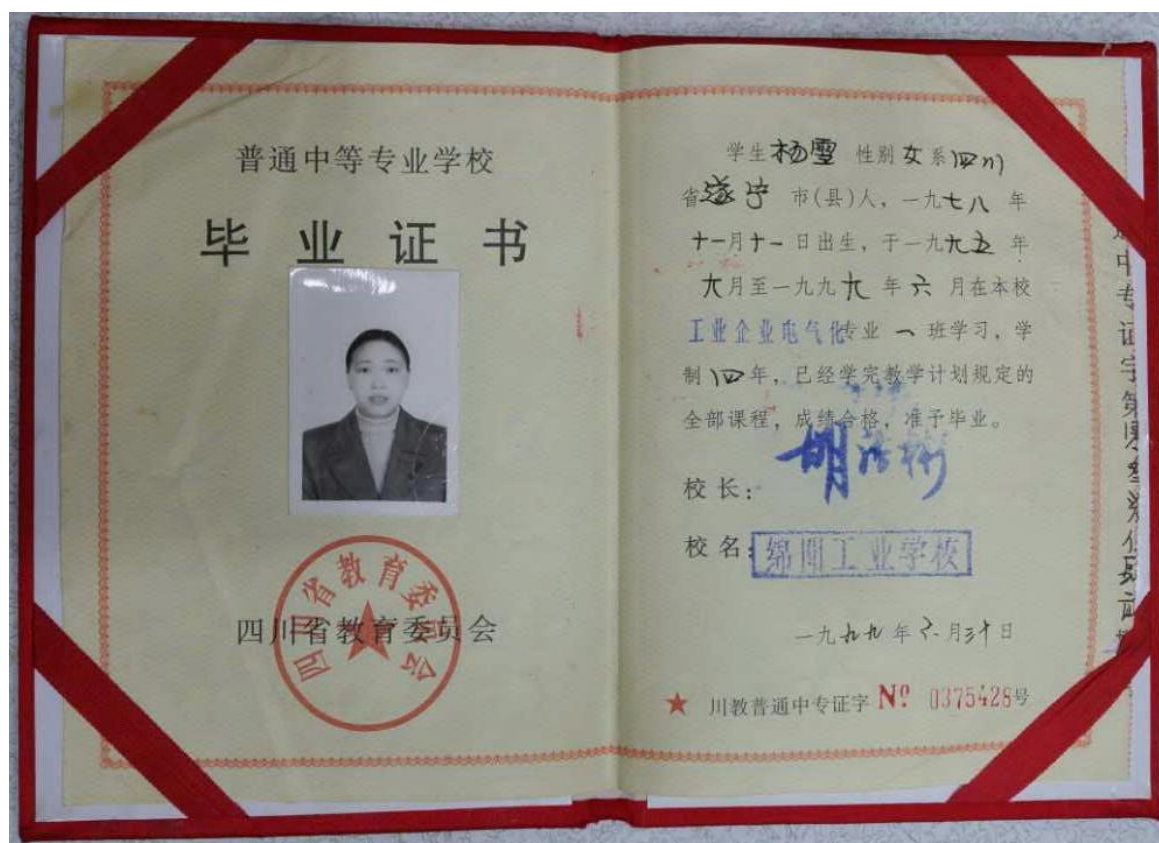 普通中等专业学校
毕业证书
四川省教育委员会
四川省教育委员会
学生杨雪 性别女系四川
省遂宁市(县)人，一九七八年
十一月十一日出生，于一九九五年
九月至一九九九年六月在本校
工业企业电气化专业一班学习，学
制四年，已经学完教学计划规定的
全部课程，成绩合格，准予毕业。
校长：胡
校名：绵阳工业学校
一九九九年六月三十日
★ 川教普通中专证字 Nº 0375428号
中专证字第